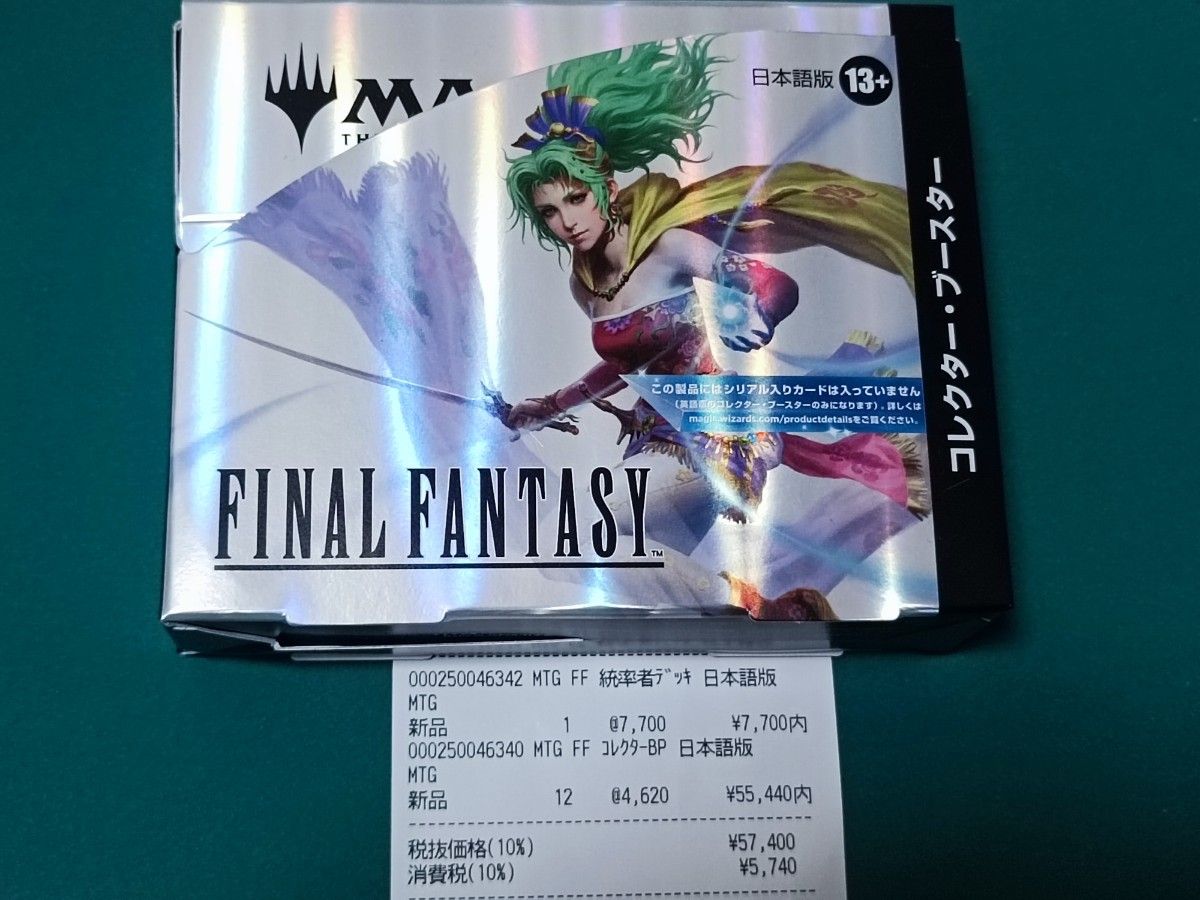 MA
TH
日本語版 13+
コレクター・ブースター
この製品にはシリアル入りカードは入っていません
(英語版のコレクター・ブースターのみになります)。詳しくは
magic.wizards.com/productdetailsをご覧ください。
FINAL FANTASY™
000250046342 MTG FF 統率者ﾃﾞｯｷ 日本語版
MTG
新品 1 @7,700 ¥7,700内
000250046340 MTG FF ｺﾚｸﾀｰBP 日本語版
MTG
新品 12 @4,620 ¥55,440内
税抜価格(10%) ¥57,400
消費税(10%) ¥5,740